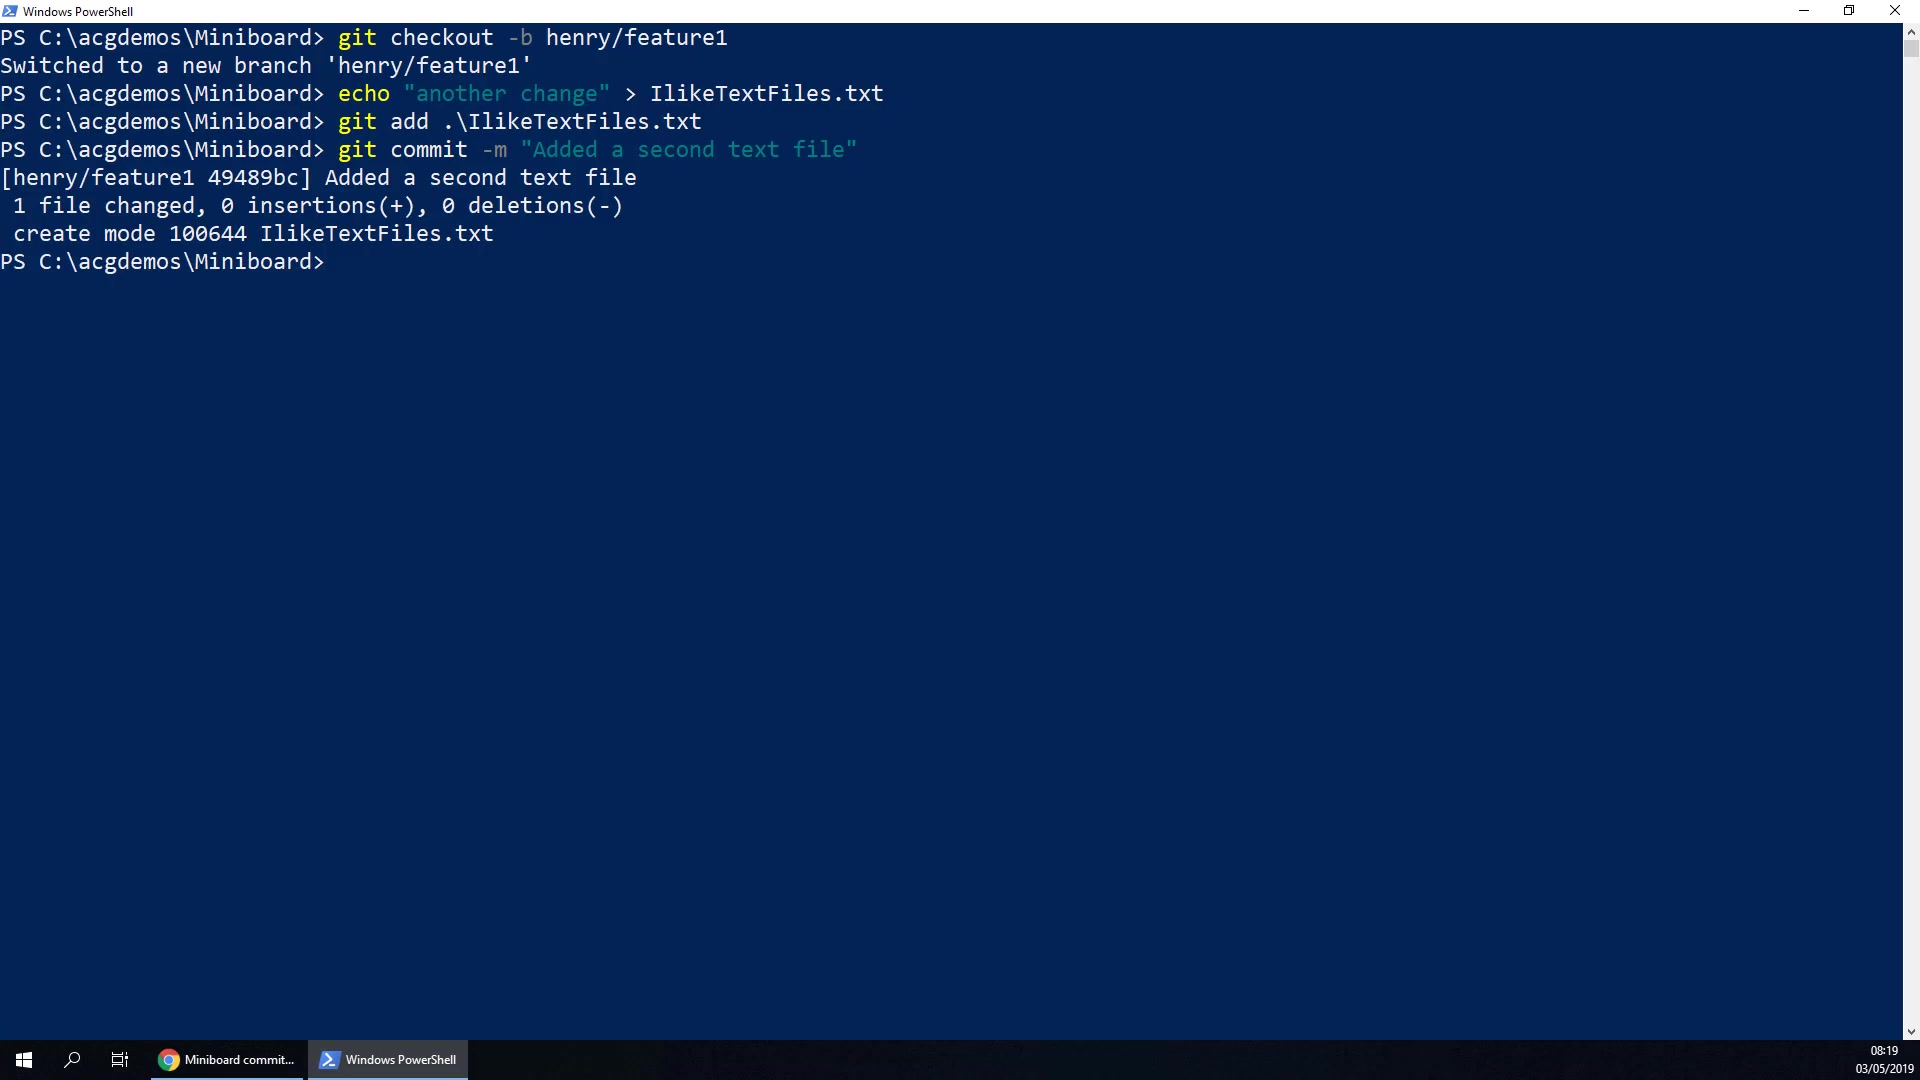 Windows PowerShell
PS C:\acgdemos\Miniboard> git checkout -b henry/feature1
Switched to a new branch 'henry/feature1'
PS C:\acgdemos\Miniboard> echo "another change" > IlikeTextFiles.txt
PS C:\acgdemos\Miniboard> git add .\IlikeTextFiles.txt
PS C:\acgdemos\Miniboard> git commit -m "Added a second text file"
[henry/feature1 49489bc] Added a second text file
 1 file changed, 0 insertions(+), 0 deletions(-)
 create mode 100644 IlikeTextFiles.txt
PS C:\acgdemos\Miniboard>
Miniboard commit...
Windows PowerShell
08:19
03/05/2019